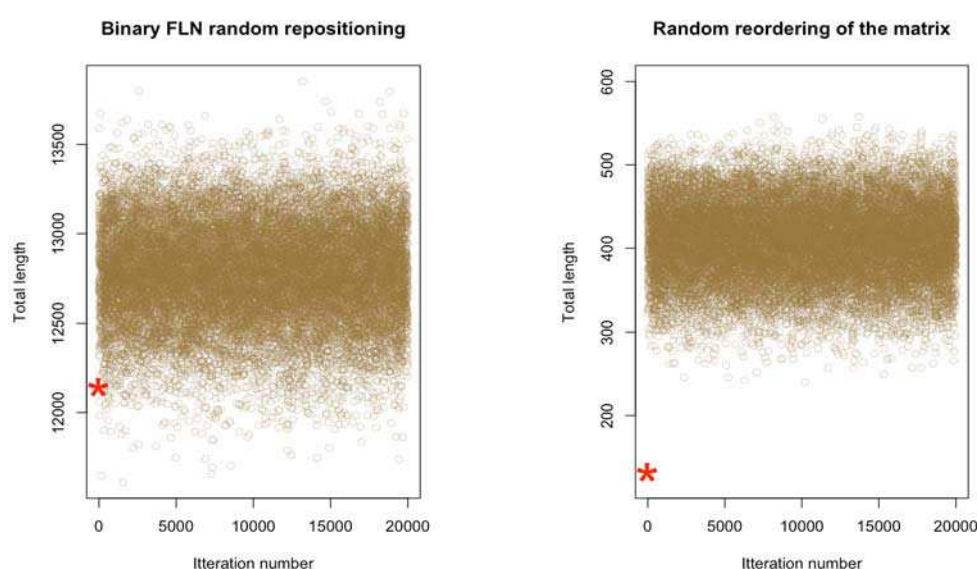 Binary FLN random repositioning
Total length
13500
13000
12500
12000
0 5000 10000 15000 20000
Itteration number
Random reordering of the matrix
Total length
600
500
400
300
200
0 5000 10000 15000 20000
Itteration number